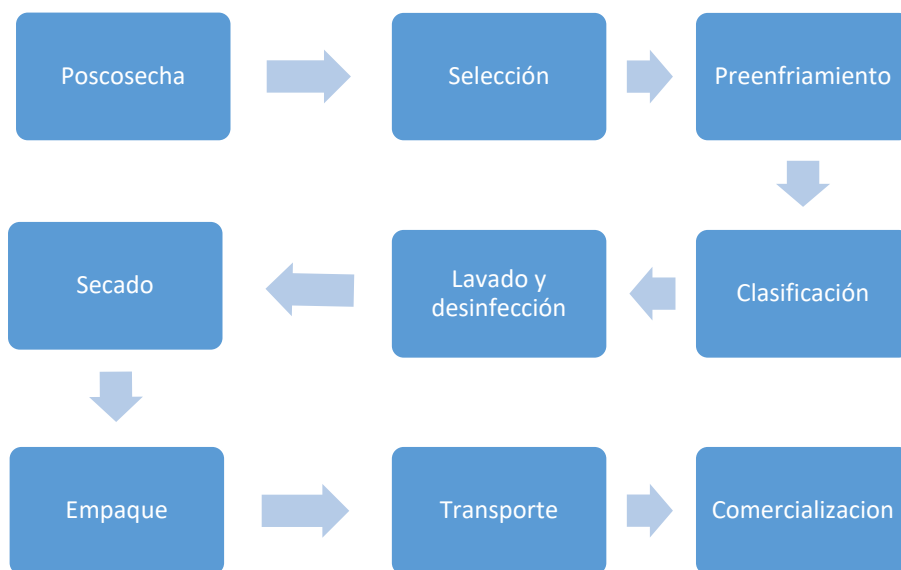 Poscosecha
Selección
Preenfriamiento
Clasificación
Lavado y
desinfección
Secado
Empaque
Transporte
Comercializacion